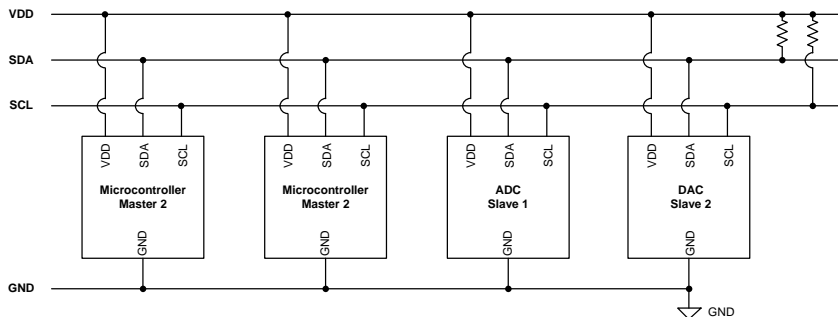 VDD
SDA
SCL
VDD SDA SCL
Microcontroller
Master 2
GND
VDD SDA SCL
Microcontroller
Master 2
GND
VDD SDA SCL
ADC
Slave 1
GND
VDD SDA SCL
DAC
Slave 2
GND
GND
GND